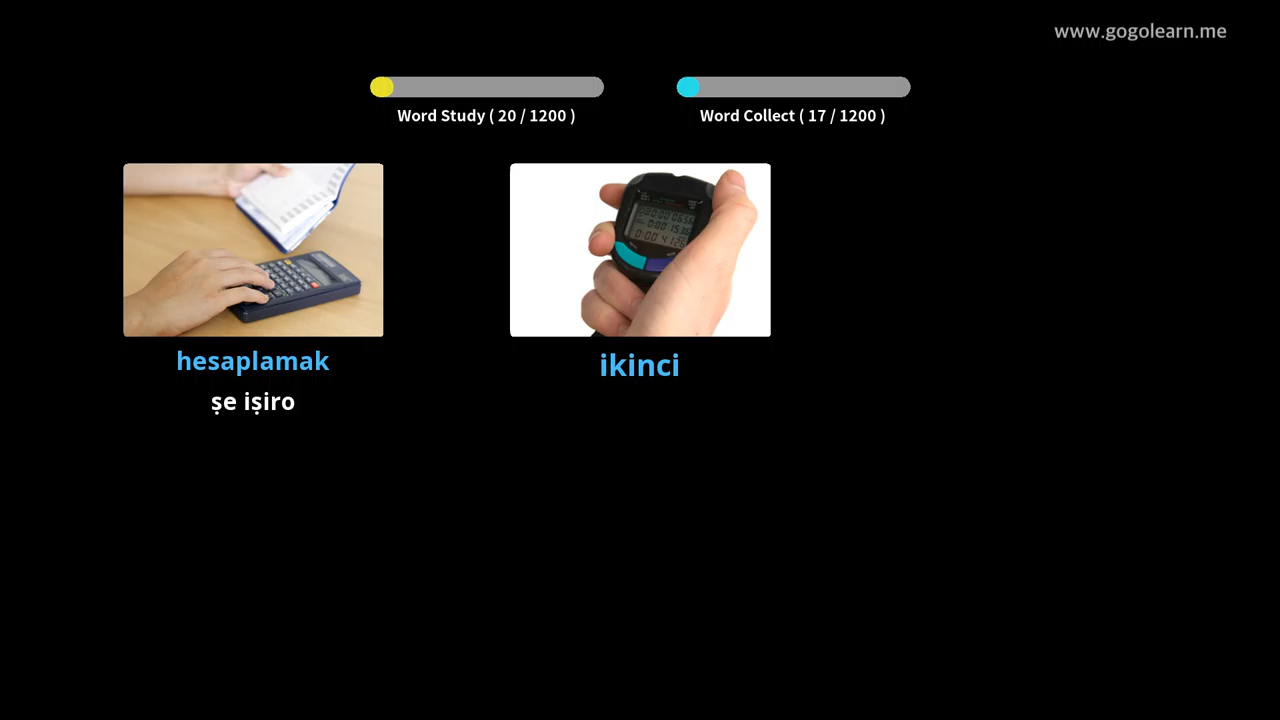 www.gogolearn.me
Word Study ( 20 / 1200 )
Word Collect ( 17 / 1200 )
hesaplamak
ṣe iṣiro
ikinci